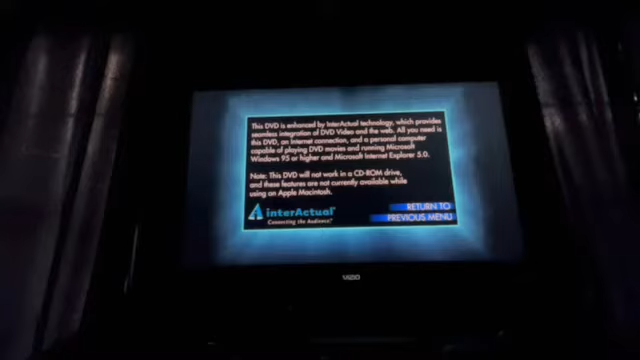 This DVD is enhanced by InterActual technology, which provides
seamless integration of DVD Video and the web. All you need is
this DVD, an Internet connection, and a personal computer
capable of playing DVD movies and running Microsoft
Windows 95 or higher and Microsoft Internet Explorer 5.0.
Note: This DVD will not work in a CD-ROM drive,
and these features are not currently available while
using an Apple Macintosh.
interActual™
Connecting the Audience.™
RETURN TO
PREVIOUS MENU
VIZIO